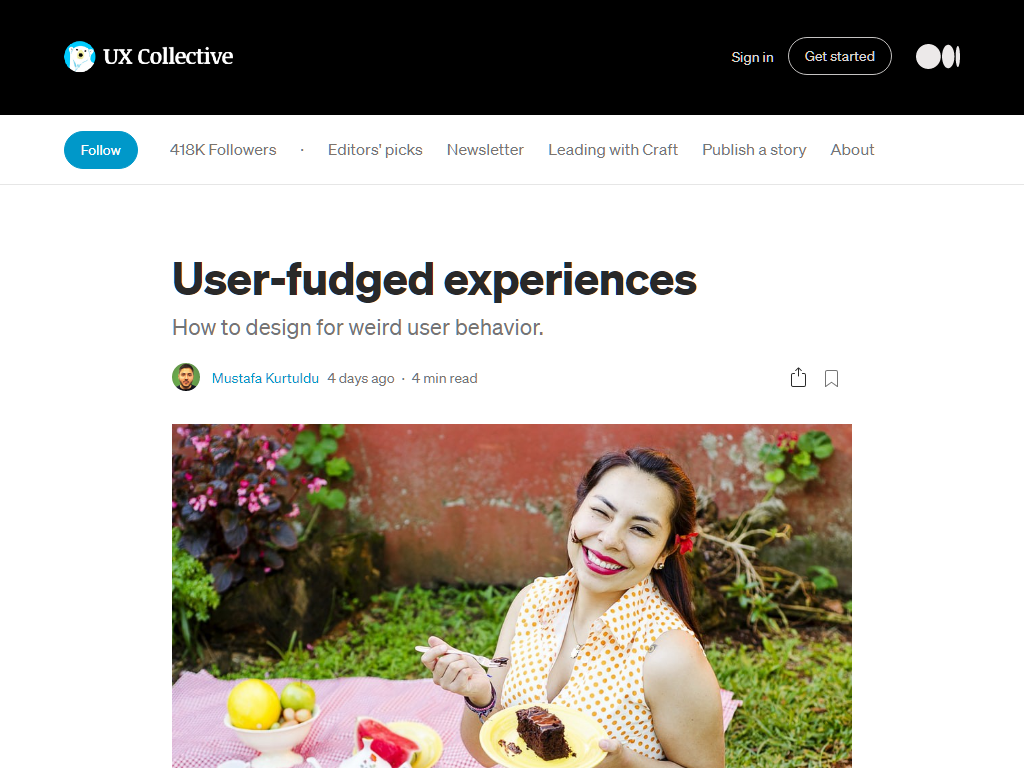 UX Collective
Sign in
Get started
Follow
418K Followers · Editors' picks Newsletter Leading with Craft Publish a story About
User-fudged experiences
How to design for weird user behavior.
Mustafa Kurtuldu 4 days ago · 4 min read